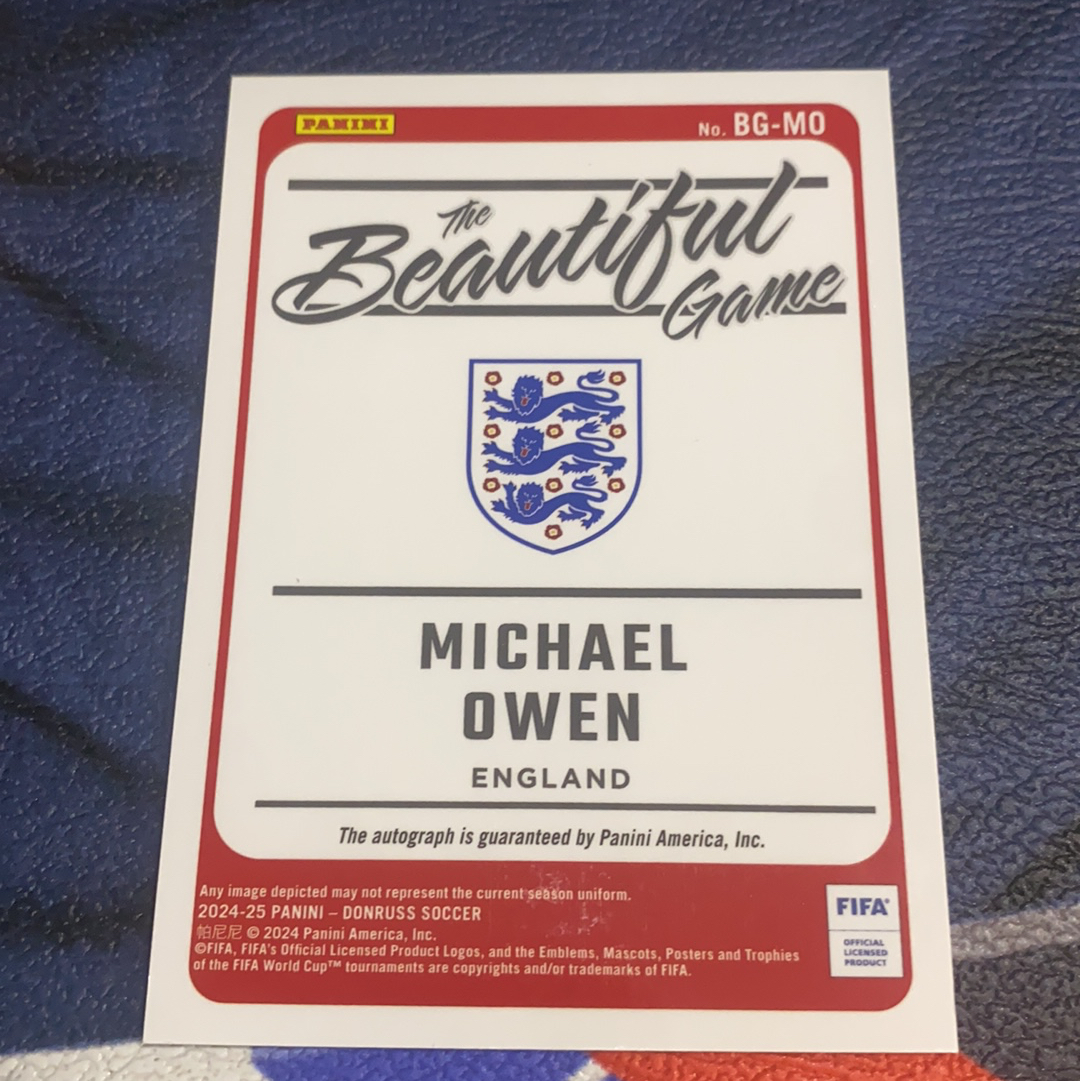 PANINI
No. BG-MO
The
Beautiful
Game
MICHAEL
OWEN
ENGLAND
The autograph is guaranteed by Panini America, Inc.
Any image depicted may not represent the current season uniform.
2024-25 PANINI – DONRUSS SOCCER
帕尼尼 © 2024 Panini America, Inc.
©FIFA, FIFA's Official Licensed Product Logos, and the Emblems, Mascots, Posters and Trophies
of the FIFA World Cup™ tournaments are copyrights and/or trademarks of FIFA.
FIFA®
OFFICIAL
LICENSED
PRODUCT